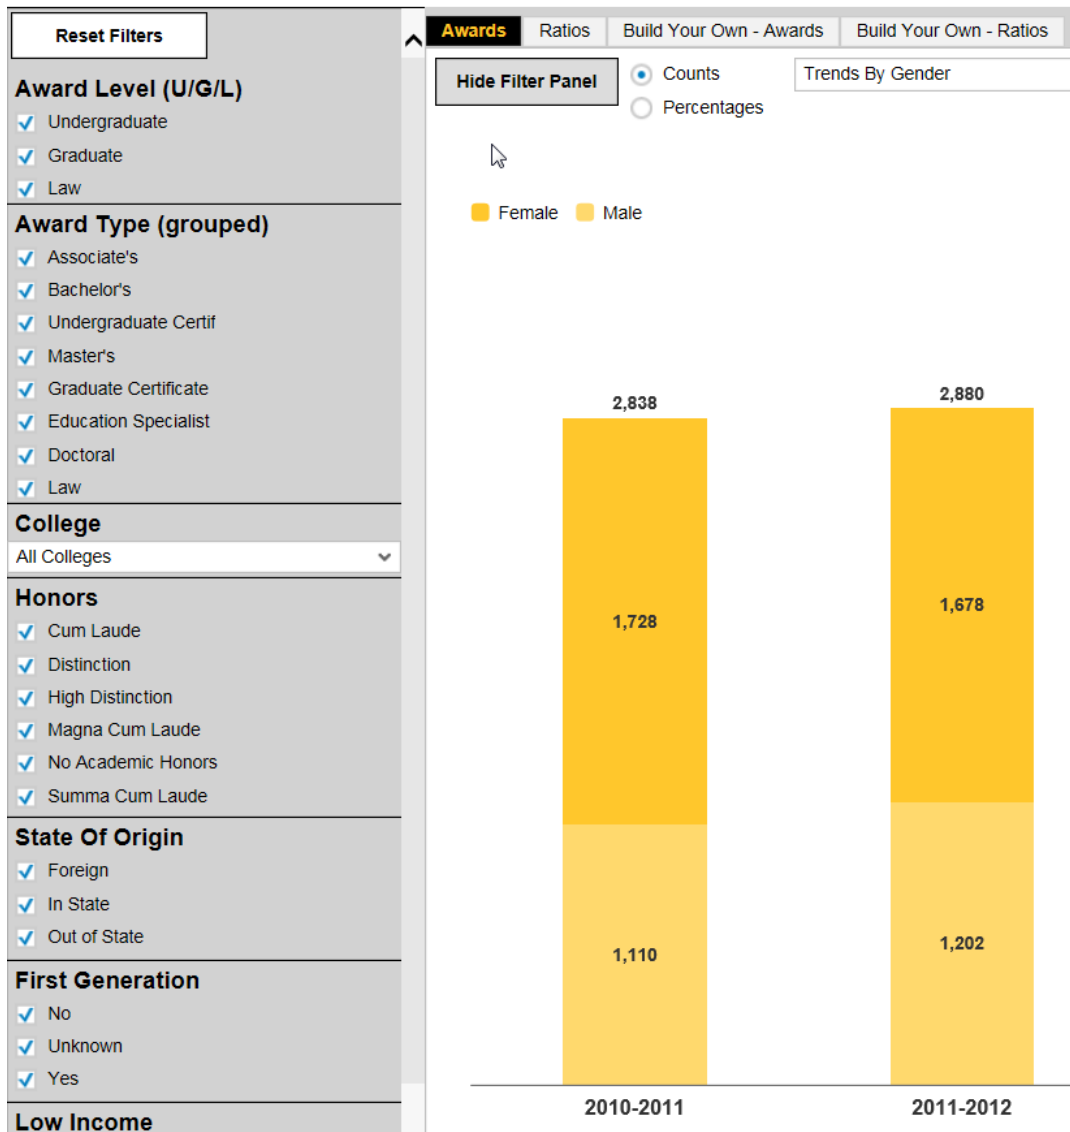 Reset Filters
Award Level (U/G/L)
Undergraduate
Graduate
Law
Award Type (grouped)
Associate's
Bachelor's
Undergraduate Certif
Master's
Graduate Certificate
Education Specialist
Doctoral
Law
College
All Colleges
Honors
Cum Laude
Distinction
High Distinction
Magna Cum Laude
No Academic Honors
Summa Cum Laude
State Of Origin
Foreign
In State
Out of State
First Generation
No
Unknown
Yes
Low Income
Awards Ratios Build Your Own - Awards Build Your Own - Ratios
Hide Filter Panel Counts Trends By Gender
Percentages
Female Male
2,838 2,880
1,728 1,678
1,110 1,202
2010-2011 2011-2012